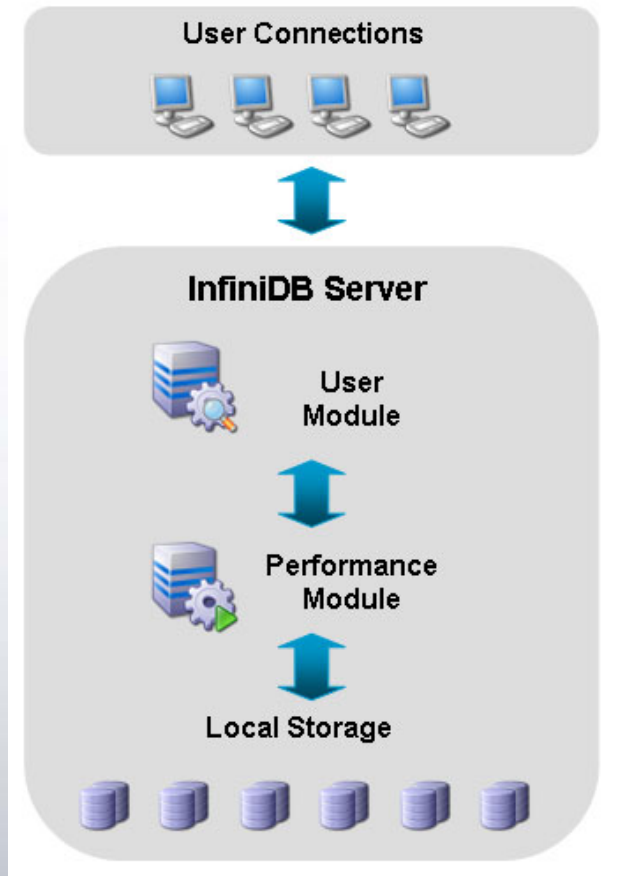 User Connections
InfiniDB Server
User
Module
Performance
Module
Local Storage